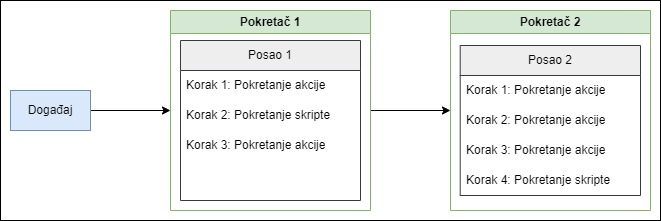 Događaj
Pokretač 1
Posao 1
Korak 1: Pokretanje akcije
Korak 2: Pokretanje skripte
Korak 3: Pokretanje akcije
Pokretač 2
Posao 2
Korak 1: Pokretanje akcije
Korak 2: Pokretanje akcije
Korak 3: Pokretanje akcije
Korak 4: Pokretanje skripte